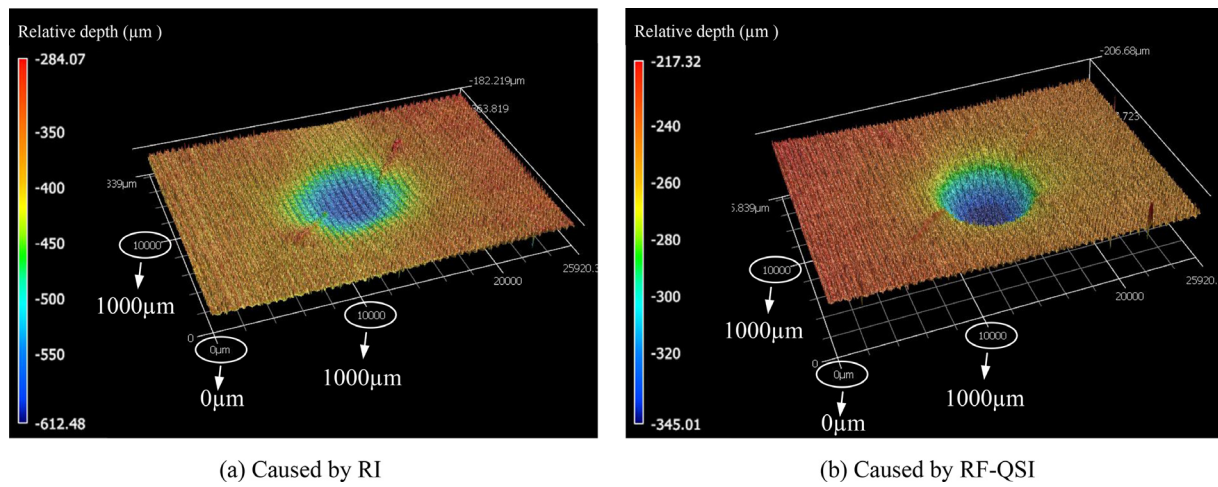 Relative depth (µm )
-284.07
-350
-400
-450
-500
-550
-612.48
-182.219µm
363.819
339µm
10000
1000µm
0
0µm
0µm
10000
1000µm
20000
25920.3
(a) Caused by RI
Relative depth (µm )
-217.32
-240
-260
-280
-300
-320
-345.01
-206.68µm
.723
5.839µm
10000
1000µm
0
0µm
0µm
10000
1000µm
20000
25920.
(b) Caused by RF-QSI